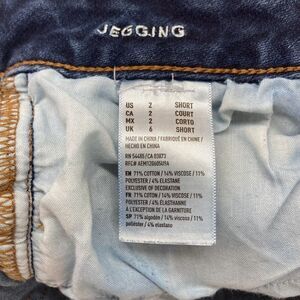 JEGGING
US 2 SHORT
CA 2 COURT
MX 2 CORTO
UK 6 SHORT
MADE IN CHINA / FABRIQUÉ EN CHINE /
HECHO EN CHINA
RN 54485/CA 03073
EN 71% COTTON / 14% VISCOSE / 11%
POLYESTER / 4% ELASTANE
EXCLUSIVE OF DECORATION
FR 71% COTON / 14% VISCOSE / 11%
POLYESTER / 4% ÉLASTHANNE
À L'EXCEPTION DE LA GARNITURE
SP 71% algodón / 14% viscosa / 11%
poliéster / 4% elastano